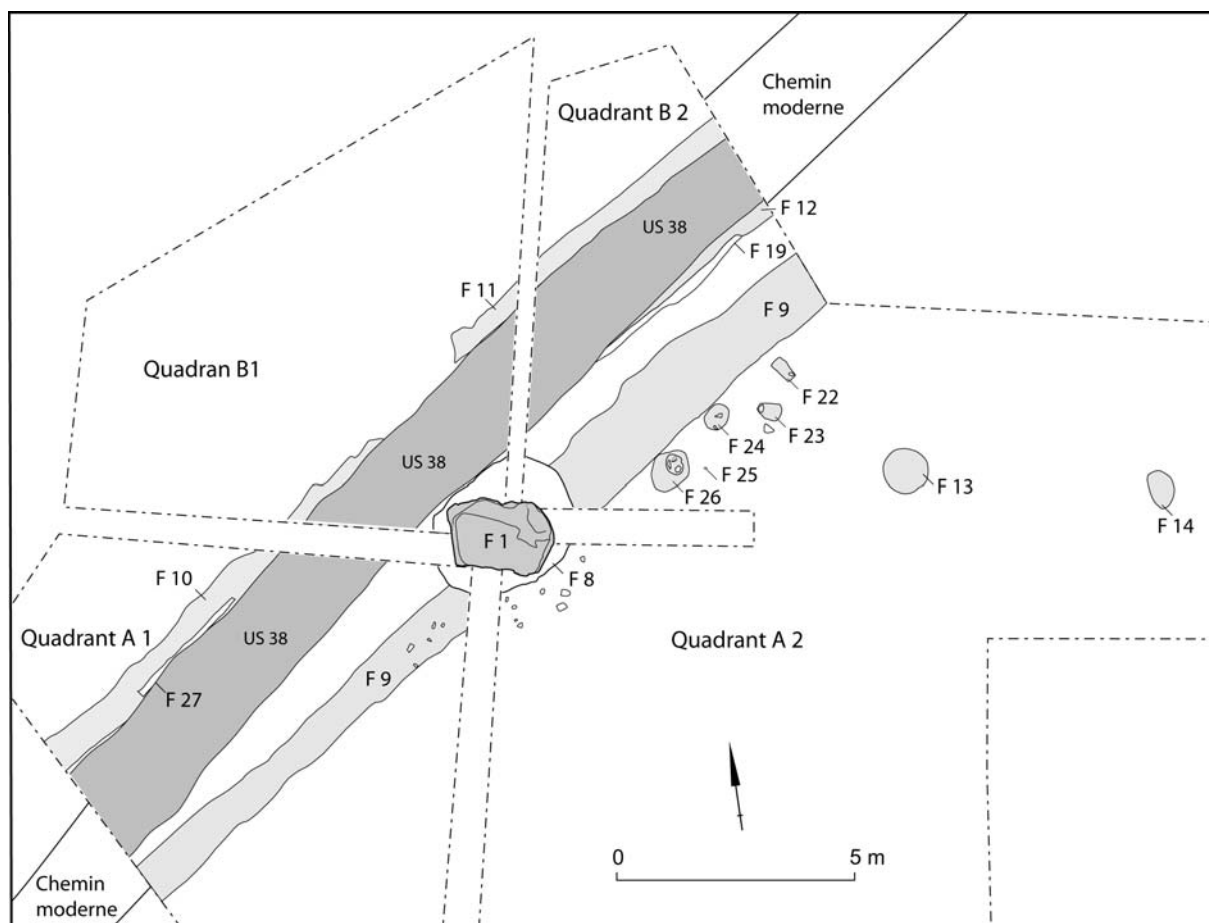 Chemin
moderne
Quadrant B 2
F 12
US 38
F 19
F 11
F 9
Quadran B1
F 22
F 23
F 24
US 38
F 25
F 13
F 26
F 14
F 1
F 8
F 10
Quadrant A 1
US 38
Quadrant A 2
F 9
F 27
0
5 m
Chemin
moderne